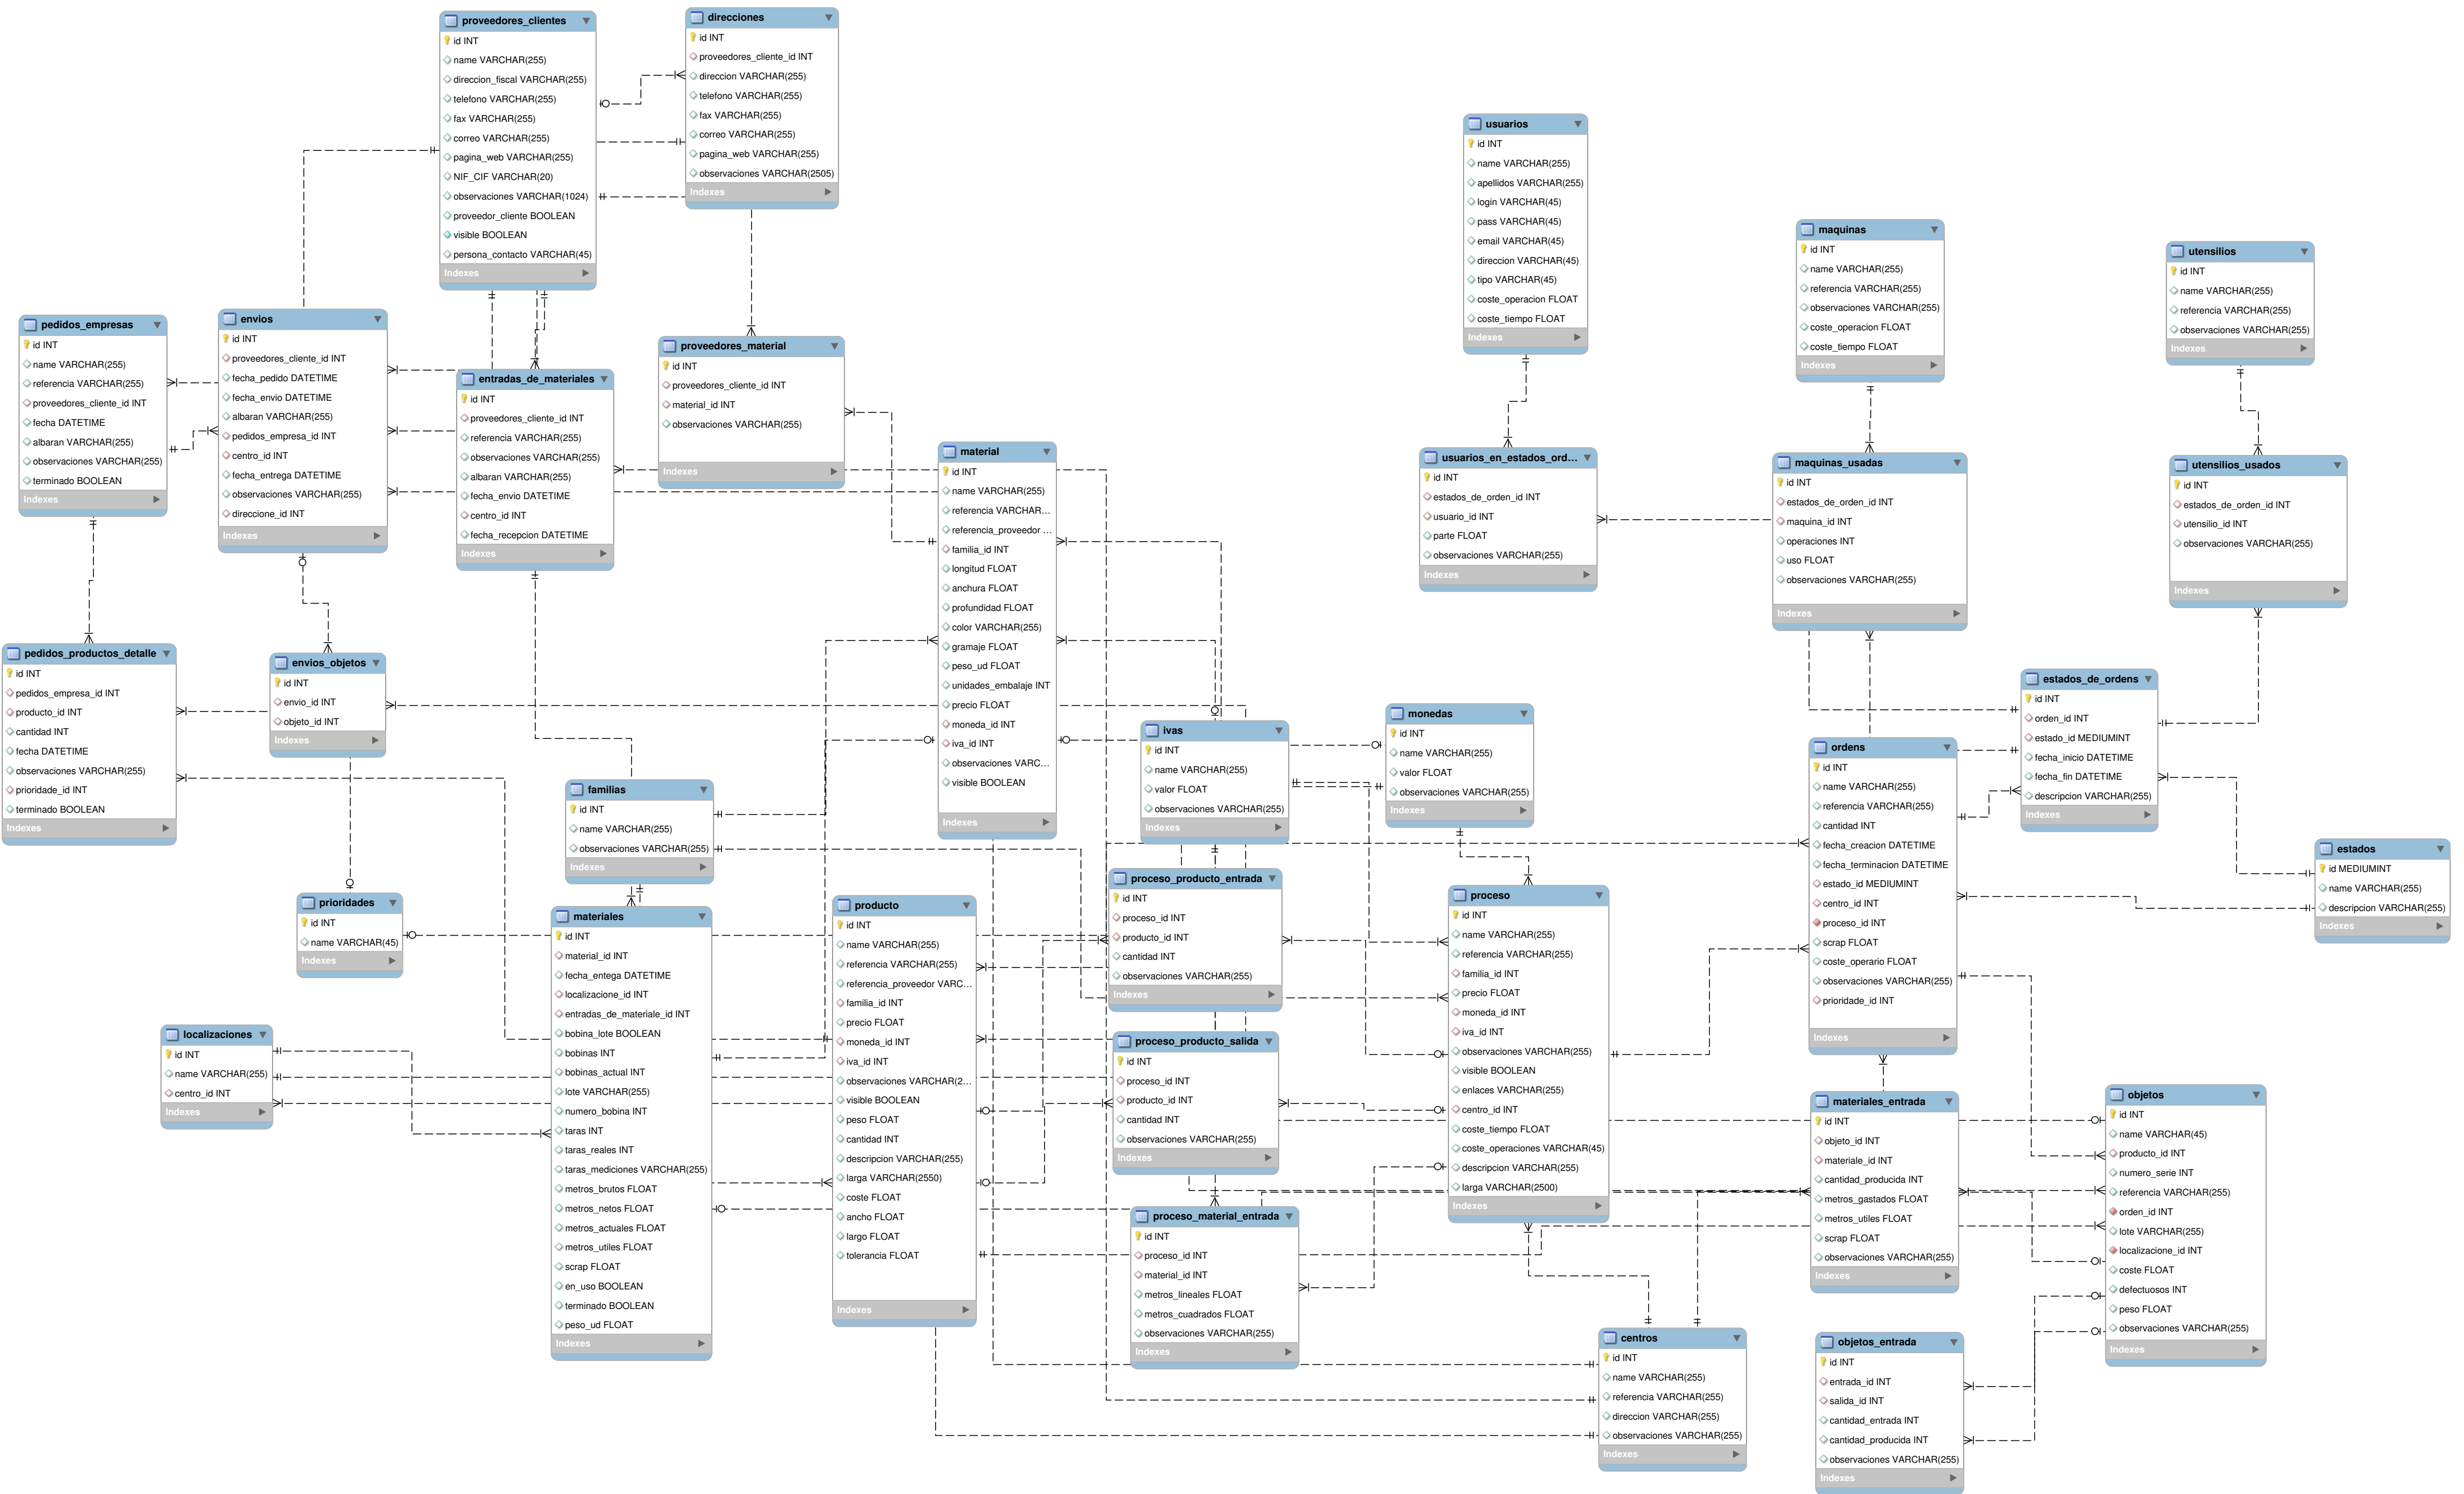 proveedores_clientes
id INT
name VARCHAR(255)
direccion_fiscal VARCHAR(255)
telefono VARCHAR(255)
fax VARCHAR(255)
correo VARCHAR(255)
pagina_web VARCHAR(255)
NIF_CIF VARCHAR(20)
observaciones VARCHAR(1024)
proveedor_cliente BOOLEAN
visible BOOLEAN
persona_contacto VARCHAR(45)
Indexes
direcciones
id INT
proveedores_cliente_id INT
direccion VARCHAR(255)
telefono VARCHAR(255)
fax VARCHAR(255)
correo VARCHAR(255)
pagina_web VARCHAR(255)
observaciones VARCHAR(2505)
Indexes
usuarios
id INT
name VARCHAR(255)
apellidos VARCHAR(255)
login VARCHAR(45)
pass VARCHAR(45)
email VARCHAR(45)
direccion VARCHAR(45)
tipo VARCHAR(45)
coste_operacion FLOAT
coste_tiempo FLOAT
Indexes
maquinas
id INT
name VARCHAR(255)
referencia VARCHAR(255)
observaciones VARCHAR(255)
coste_operacion FLOAT
coste_tiempo FLOAT
Indexes
utensilios
id INT
name VARCHAR(255)
referencia VARCHAR(255)
observaciones VARCHAR(255)
Indexes
pedidos_empresas
id INT
name VARCHAR(255)
referencia VARCHAR(255)
proveedores_cliente_id INT
fecha DATETIME
albaran VARCHAR(255)
observaciones VARCHAR(255)
terminado BOOLEAN
Indexes
envios
id INT
proveedores_cliente_id INT
fecha_pedido DATETIME
fecha_envio DATETIME
albaran VARCHAR(255)
pedidos_empresa_id INT
centro_id INT
fecha_entrega DATETIME
observaciones VARCHAR(255)
direccione_id INT
Indexes
entradas_de_materiales
id INT
proveedores_cliente_id INT
referencia VARCHAR(255)
observaciones VARCHAR(255)
albaran VARCHAR(255)
fecha_envio DATETIME
centro_id INT
fecha_recepcion DATETIME
Indexes
proveedores_material
id INT
proveedores_cliente_id INT
material_id INT
observaciones VARCHAR(255)
Indexes
material
id INT
name VARCHAR(255)
referencia VARCHAR...
referencia_proveedor ...
familia_id INT
longitud FLOAT
anchura FLOAT
profundidad FLOAT
color VARCHAR(255)
gramaje FLOAT
peso_ud FLOAT
unidades_embalaje INT
precio FLOAT
moneda_id INT
iva_id INT
observaciones VARC...
visible BOOLEAN
Indexes
usuarios_en_estados_ord...
id INT
estados_de_orden_id INT
usuario_id INT
parte FLOAT
observaciones VARCHAR(255)
Indexes
maquinas_usadas
id INT
estados_de_orden_id INT
maquina_id INT
operaciones INT
uso FLOAT
observaciones VARCHAR(255)
Indexes
utensilios_usados
id INT
estados_de_orden_id INT
utensilio_id INT
observaciones VARCHAR(255)
Indexes
pedidos_productos_detalle
id INT
pedidos_empresa_id INT
producto_id INT
cantidad INT
fecha DATETIME
observaciones VARCHAR(255)
prioridade_id INT
terminado BOOLEAN
Indexes
envios_objetos
id INT
envio_id INT
objeto_id INT
Indexes
familias
id INT
name VARCHAR(255)
observaciones VARCHAR(255)
Indexes
ivas
id INT
name VARCHAR(255)
valor FLOAT
observaciones VARCHAR(255)
Indexes
monedas
id INT
name VARCHAR(255)
valor FLOAT
observaciones VARCHAR(255)
Indexes
ordens
id INT
name VARCHAR(255)
referencia VARCHAR(255)
cantidad INT
fecha_creacion DATETIME
fecha_terminacion DATETIME
estado_id MEDIUMINT
centro_id INT
proceso_id INT
scrap FLOAT
coste_operario FLOAT
observaciones VARCHAR(255)
prioridade_id INT
Indexes
estados_de_ordens
id INT
orden_id INT
estado_id MEDIUMINT
fecha_inicio DATETIME
fecha_fin DATETIME
descripcion VARCHAR(255)
Indexes
estados
id MEDIUMINT
name VARCHAR(255)
descripcion VARCHAR(255)
Indexes
prioridades
id INT
name VARCHAR(45)
Indexes
localizaciones
id INT
name VARCHAR(255)
centro_id INT
Indexes
materiales
id INT
material_id INT
fecha_entega DATETIME
localizacione_id INT
entradas_de_materiale_id INT
bobina_lote BOOLEAN
bobinas INT
bobinas_actual INT
lote VARCHAR(255)
numero_bobina INT
taras INT
taras_reales INT
taras_mediciones VARCHAR(255)
metros_brutos FLOAT
metros_netos FLOAT
metros_actuales FLOAT
metros_utiles FLOAT
scrap FLOAT
en_uso BOOLEAN
terminado BOOLEAN
peso_ud FLOAT
Indexes
producto
id INT
name VARCHAR(255)
referencia VARCHAR(255)
referencia_proveedor VARC...
familia_id INT
precio FLOAT
moneda_id INT
iva_id INT
observaciones VARCHAR(2...
visible BOOLEAN
peso FLOAT
cantidad INT
descripcion VARCHAR(255)
larga VARCHAR(2550)
coste FLOAT
ancho FLOAT
largo FLOAT
tolerancia FLOAT
Indexes
proceso_producto_entrada
id INT
proceso_id INT
producto_id INT
cantidad INT
observaciones VARCHAR(255)
Indexes
proceso_producto_salida
id INT
proceso_id INT
producto_id INT
cantidad INT
observaciones VARCHAR(255)
Indexes
proceso_material_entrada
id INT
proceso_id INT
material_id INT
metros_lineales FLOAT
metros_cuadrados FLOAT
observaciones VARCHAR(255)
Indexes
proceso
id INT
name VARCHAR(255)
referencia VARCHAR(255)
familia_id INT
precio FLOAT
moneda_id INT
iva_id INT
observaciones VARCHAR(255)
visible BOOLEAN
enlaces VARCHAR(255)
centro_id INT
coste_tiempo FLOAT
coste_operaciones VARCHAR(45)
descripcion VARCHAR(255)
larga VARCHAR(2500)
Indexes
materiales_entrada
id INT
objeto_id INT
materiale_id INT
cantidad_producida INT
metros_gastados FLOAT
metros_utiles FLOAT
scrap FLOAT
observaciones VARCHAR(255)
Indexes
objetos
id INT
name VARCHAR(45)
producto_id INT
numero_serie INT
referencia VARCHAR(255)
orden_id INT
lote VARCHAR(255)
localizacione_id INT
coste FLOAT
defectuosos INT
peso FLOAT
observaciones VARCHAR(255)
Indexes
centros
id INT
name VARCHAR(255)
referencia VARCHAR(255)
direccion VARCHAR(255)
observaciones VARCHAR(255)
Indexes
objetos_entrada
id INT
entrada_id INT
salida_id INT
cantidad_entrada INT
cantidad_producida INT
observaciones VARCHAR(255)
Indexes